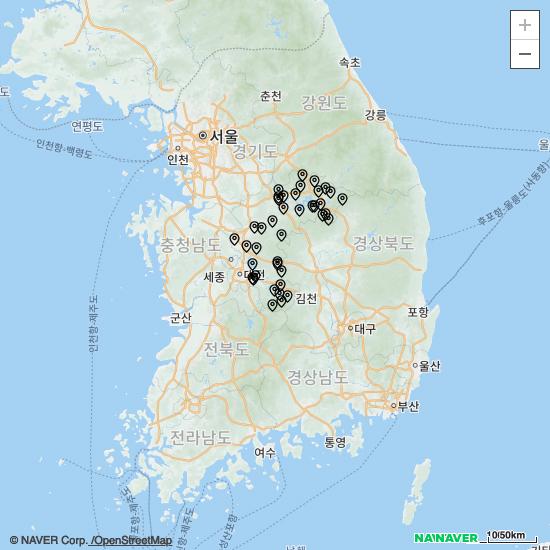 +
−
속초
춘천
강원도
강릉
도
연평도
서울
인천항-백령도
인천
경기도
울
후포항-울릉도(사동항)
충청남도
경상북도
세종
대전
김천
군산
포항
인천항-제주도
대구
전북도
울산
경상남도
부산
전라남도
통영
여수
© NAVER Corp. /OpenStreetMap
NAVER
10/50km